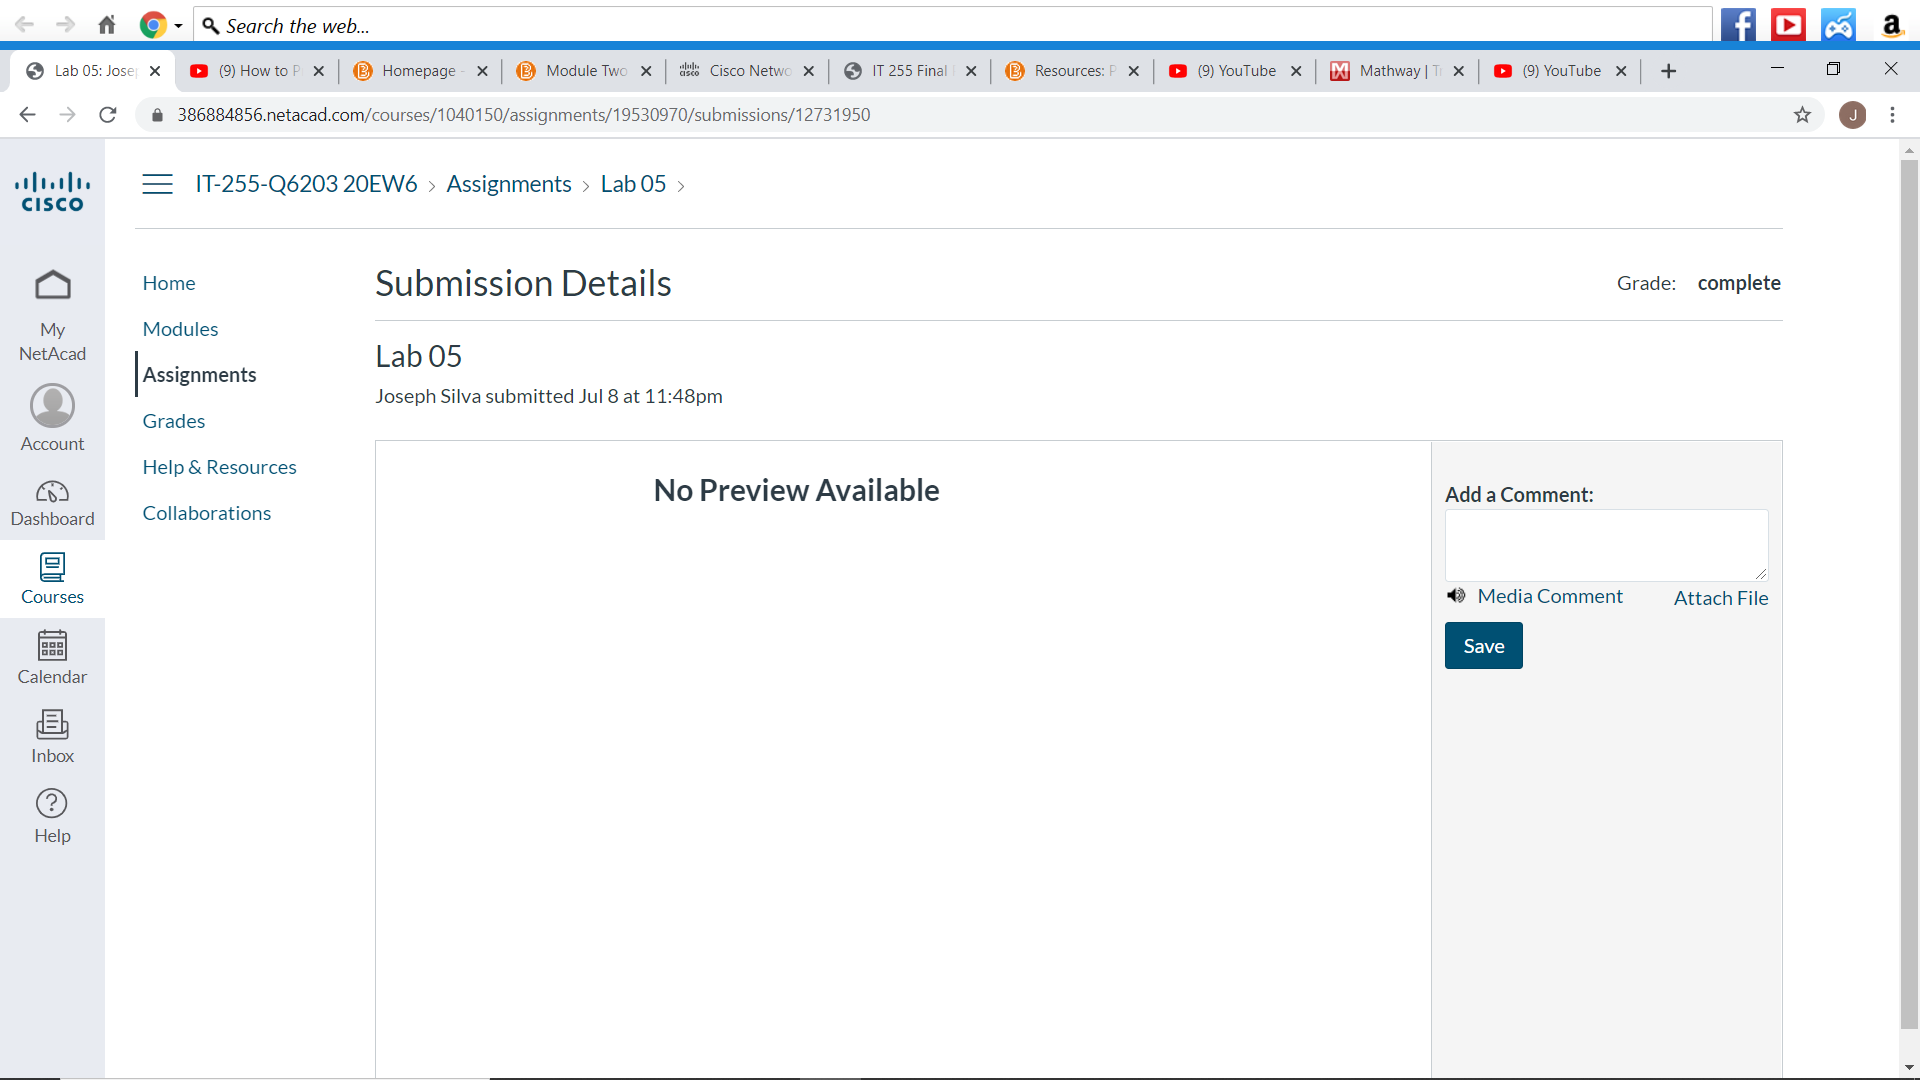 Search the web...
Lab 05: Jose
(9) How to P
Homepage -
Module Two
Cisco Netwo
IT 255 Final
Resources: P
(9) YouTube
Mathway | T
(9) YouTube
386884856.netacad.com/courses/1040150/assignments/19530970/submissions/12731950
J
CISCO
IT-255-Q6203 20EW6 > Assignments > Lab 05 >
My
NetAcad
Account
Dashboard
Courses
Calendar
Inbox
Help
Home
Modules
Assignments
Grades
Help & Resources
Collaborations
Submission Details
Grade: complete
Lab 05
Joseph Silva submitted Jul 8 at 11:48pm
No Preview Available
Add a Comment:
Media Comment
Attach File
Save